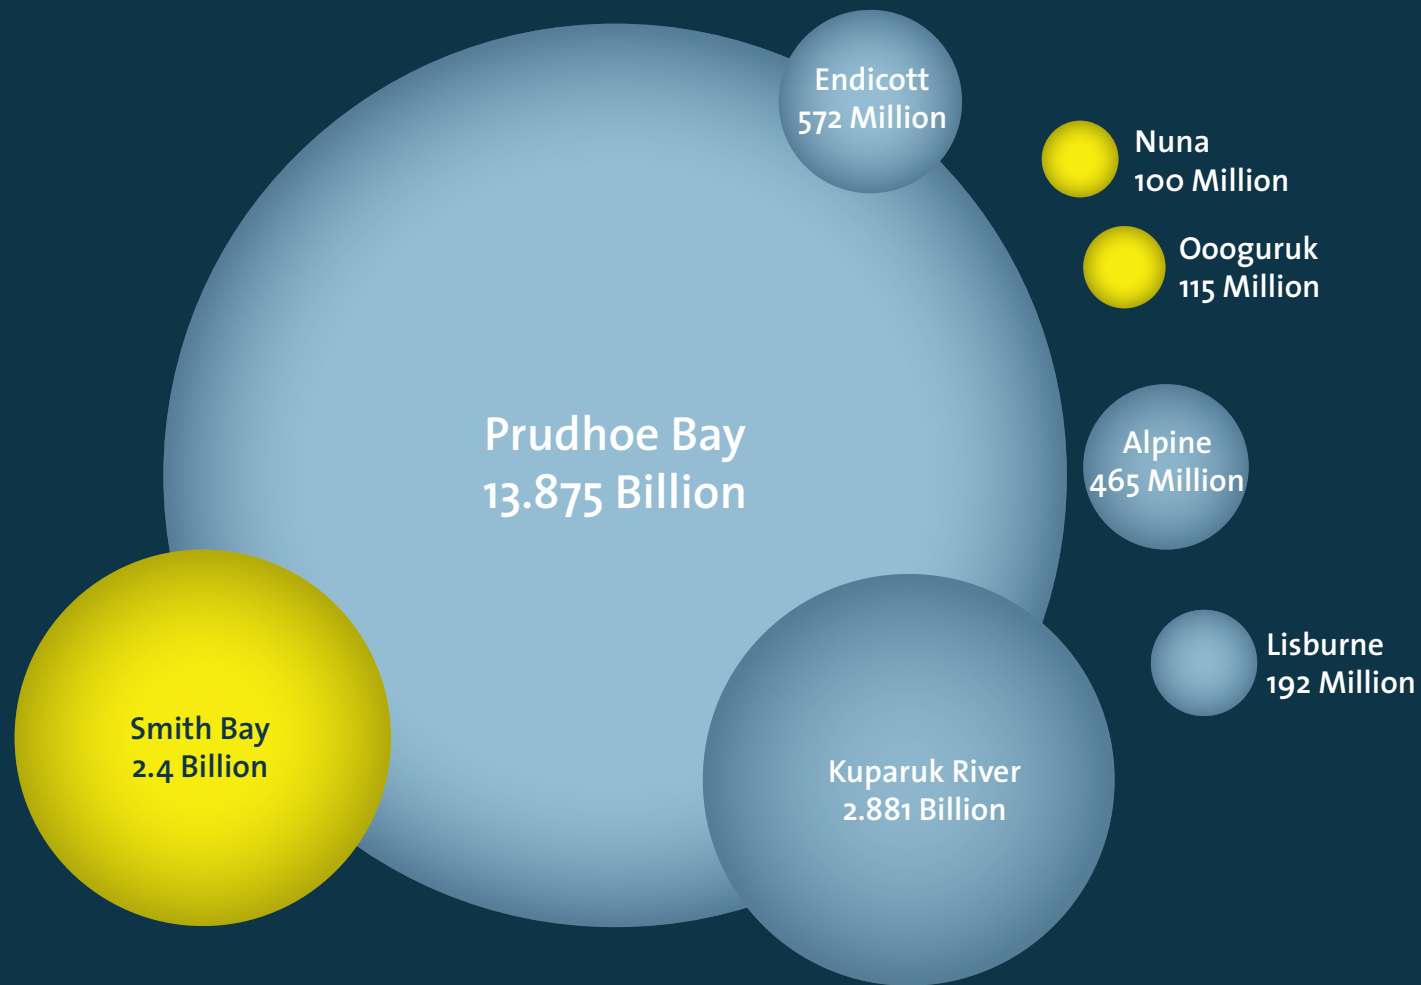 Endicott
572 Million
Nuna
100 Million
Oooguruk
115 Million
Prudhoe Bay
13.875 Billion
Alpine
465 Million
Lisburne
192 Million
Smith Bay
2.4 Billion
Kuparuk River
2.881 Billion